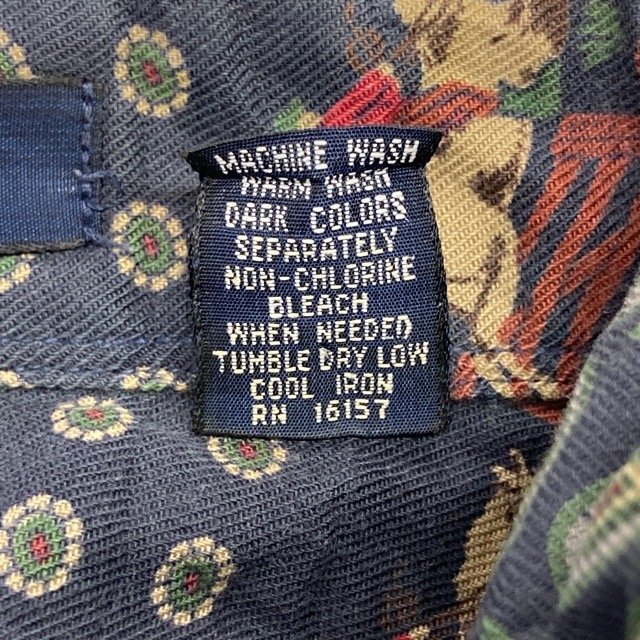 MACHINE WASH
WARM WASH
DARK COLORS
SEPARATELY
NON-CHLORINE
BLEACH
WHEN NEEDED
TUMBLE DRY LOW
COOL IRON
RN 16157